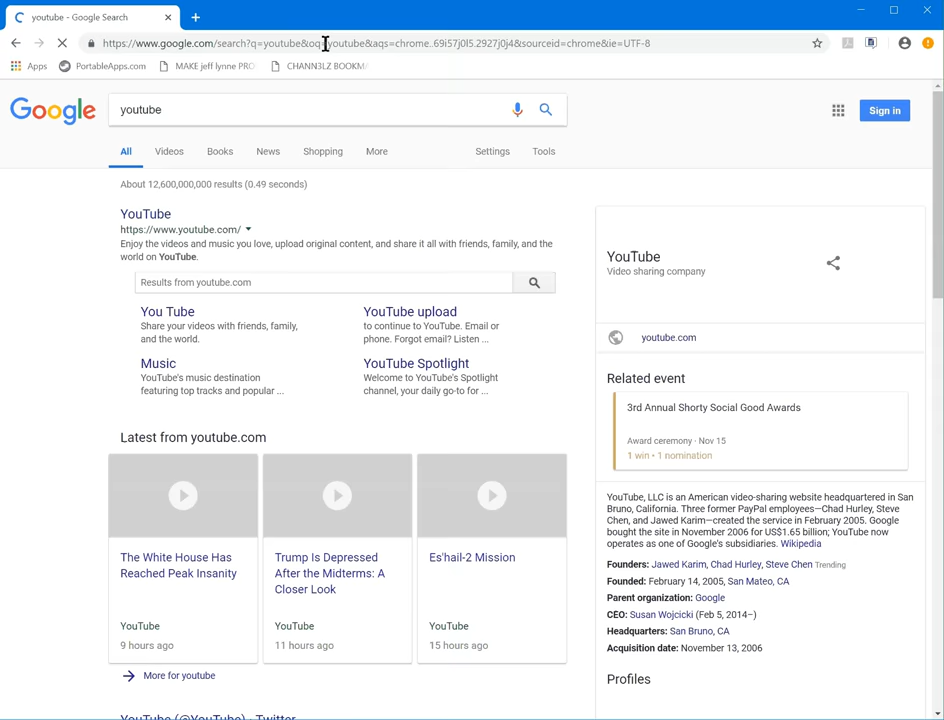 youtube - Google Search
https://www.google.com/search?q=youtube&oq=youtube&aqs=chrome..69i57j0l5.2927j0j4&sourceid=chrome&ie=UTF-8
Apps PortableApps.com MAKE jeff lynne PRO CHANN3LZ BOOKMA
Google
youtube
Sign in
All Videos Books News Shopping More Settings Tools
About 12,600,000,000 results (0.49 seconds)
YouTube
https://www.youtube.com/
Enjoy the videos and music you love, upload original content, and share it all with friends, family, and the
world on YouTube.
Results from youtube.com
You Tube
Share your videos with friends, family,
and the world.
YouTube upload
to continue to YouTube. Email or
phone. Forgot email? Listen ...
Music
YouTube's music destination
featuring top tracks and popular ...
YouTube Spotlight
Welcome to YouTube's Spotlight
channel, your daily go-to for ...
Latest from youtube.com
The White House Has
Reached Peak Insanity
YouTube
9 hours ago
Trump Is Depressed
After the Midterms: A
Closer Look
YouTube
11 hours ago
Es'hail-2 Mission
YouTube
15 hours ago
More for youtube
YouTube (@YouTube) · Twitter
YouTube
Video sharing company
youtube.com
Related event
3rd Annual Shorty Social Good Awards
Award ceremony · Nov 15
1 win • 1 nomination
YouTube, LLC is an American video-sharing website headquartered in San
Bruno, California. Three former PayPal employees—Chad Hurley, Steve
Chen, and Jawed Karim—created the service in February 2005. Google
bought the site in November 2006 for US$1.65 billion; YouTube now
operates as one of Google's subsidiaries. Wikipedia
Founders: Jawed Karim, Chad Hurley, Steve Chen Trending
Founded: February 14, 2005, San Mateo, CA
Parent organization: Google
CEO: Susan Wojcicki (Feb 5, 2014–)
Headquarters: San Bruno, CA
Acquisition date: November 13, 2006
Profiles